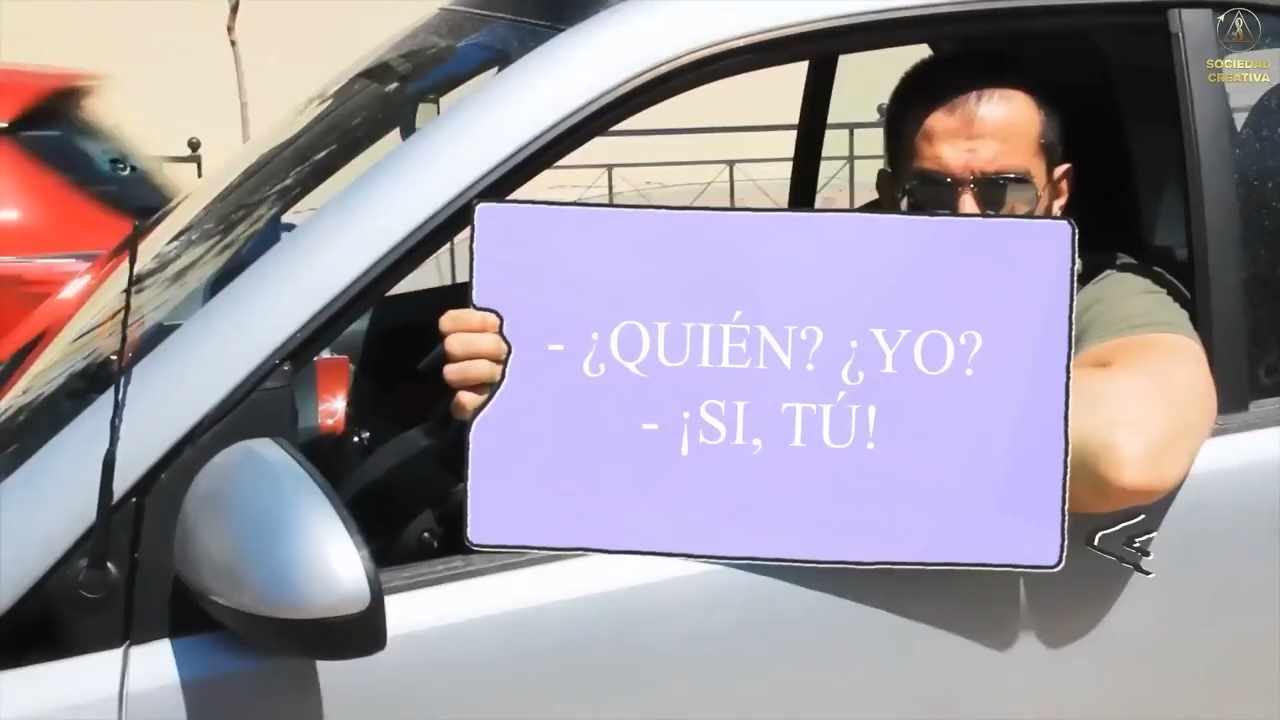 SOCIEDAD
CREATIVA
- ¿QUIÉN? ¿YO?
- ¡SI, TÚ!